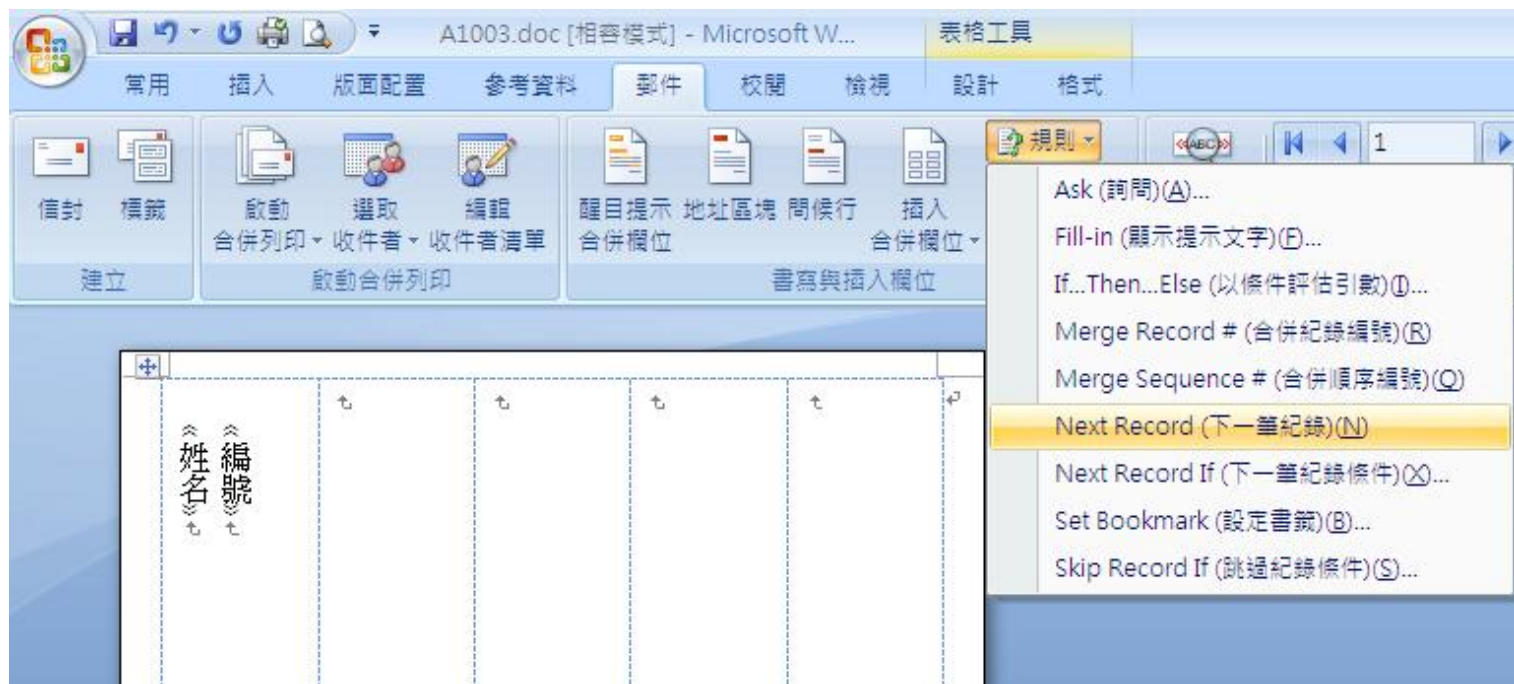 A1003.doc [相容模式] - Microsoft W...
表格工具
常用 插入 版面配置 參考資料 郵件 校閱 檢視 設計 格式
信封
標籤
啟動
合併列印
選取
收件者
編輯
收件者清單
醒目提示
合併欄位
地址區塊
問候行
插入
合併欄位
規則
«ABC»
1
建立
啟動合併列印
書寫與插入欄位
Ask (詢問)(A)...
Fill-in (顯示提示文字)(F)...
If...Then...Else (以條件評估引數)(I)...
Merge Record # (合併紀錄編號)(R)
Merge Sequence # (合併順序編號)(Q)
Next Record (下一筆紀錄)(N)
Next Record If (下一筆紀錄條件)(X)...
Set Bookmark (設定書籤)(B)...
Skip Record If (跳過紀錄條件)(S)...
«編號»
«姓名»